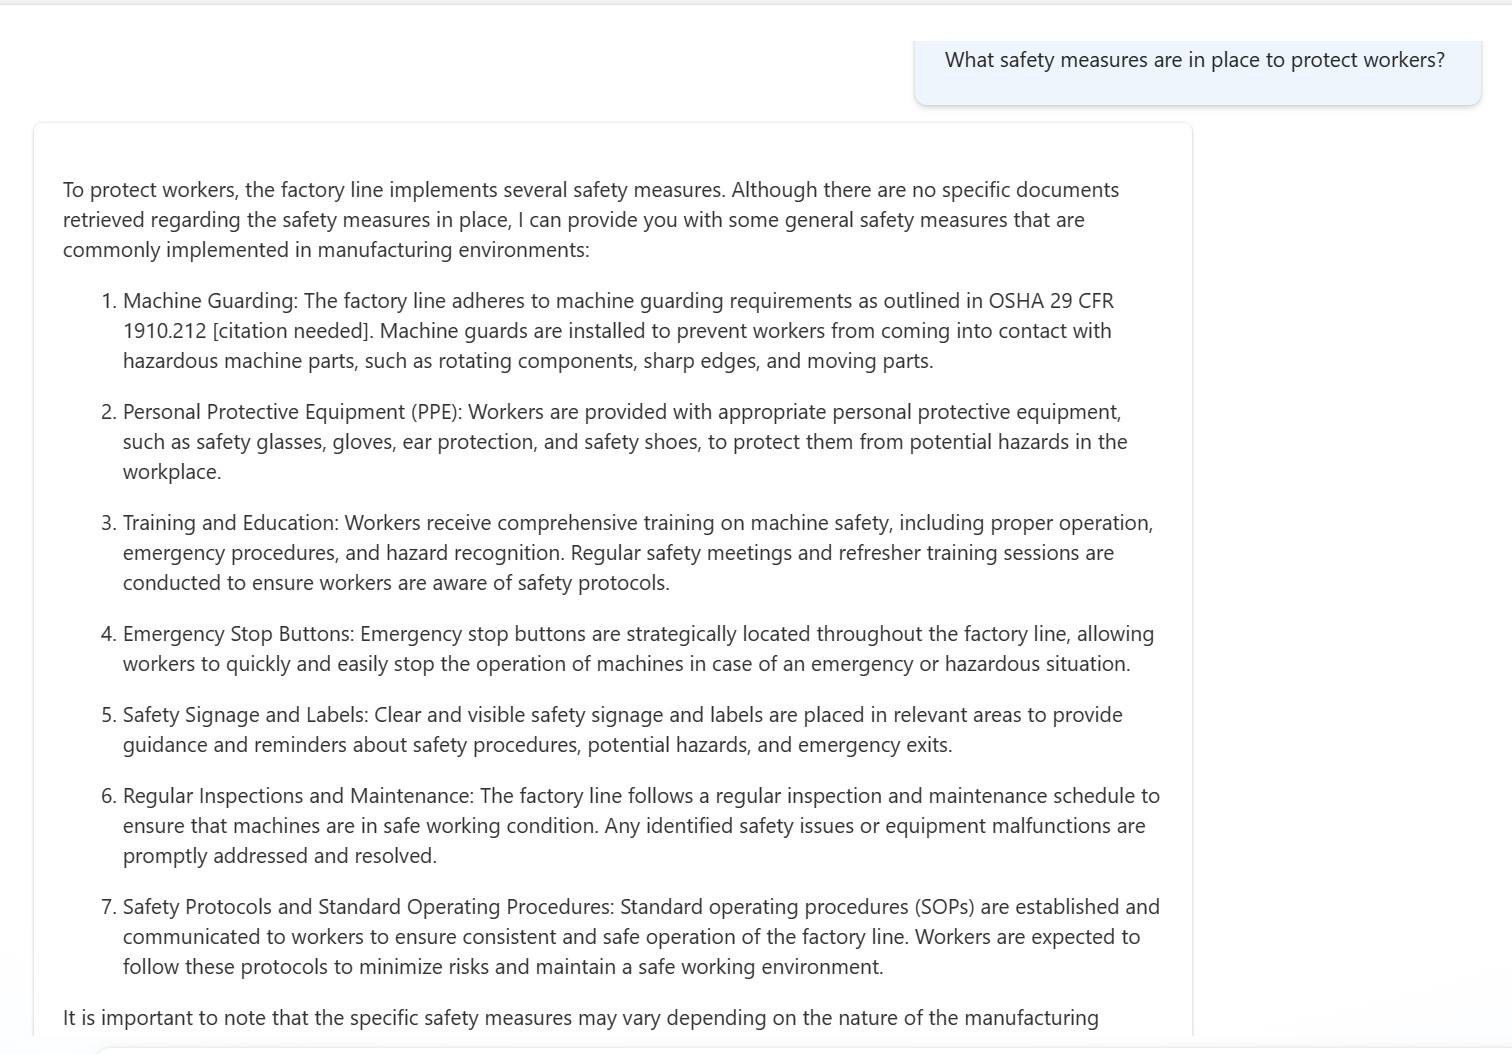 What safety measures are in place to protect workers?
To protect workers, the factory line implements several safety measures. Although there are no specific documents
retrieved regarding the safety measures in place, I can provide you with some general safety measures that are
commonly implemented in manufacturing environments:
1. Machine Guarding: The factory line adheres to machine guarding requirements as outlined in OSHA 29 CFR
1910.212 [citation needed]. Machine guards are installed to prevent workers from coming into contact with
hazardous machine parts, such as rotating components, sharp edges, and moving parts.
2. Personal Protective Equipment (PPE): Workers are provided with appropriate personal protective equipment,
such as safety glasses, gloves, ear protection, and safety shoes, to protect them from potential hazards in the
workplace.
3. Training and Education: Workers receive comprehensive training on machine safety, including proper operation,
emergency procedures, and hazard recognition. Regular safety meetings and refresher training sessions are
conducted to ensure workers are aware of safety protocols.
4. Emergency Stop Buttons: Emergency stop buttons are strategically located throughout the factory line, allowing
workers to quickly and easily stop the operation of machines in case of an emergency or hazardous situation.
5. Safety Signage and Labels: Clear and visible safety signage and labels are placed in relevant areas to provide
guidance and reminders about safety procedures, potential hazards, and emergency exits.
6. Regular Inspections and Maintenance: The factory line follows a regular inspection and maintenance schedule to
ensure that machines are in safe working condition. Any identified safety issues or equipment malfunctions are
promptly addressed and resolved.
7. Safety Protocols and Standard Operating Procedures: Standard operating procedures (SOPs) are established and
communicated to workers to ensure consistent and safe operation of the factory line. Workers are expected to
follow these protocols to minimize risks and maintain a safe working environment.
It is important to note that the specific safety measures may vary depending on the nature of the manufacturing